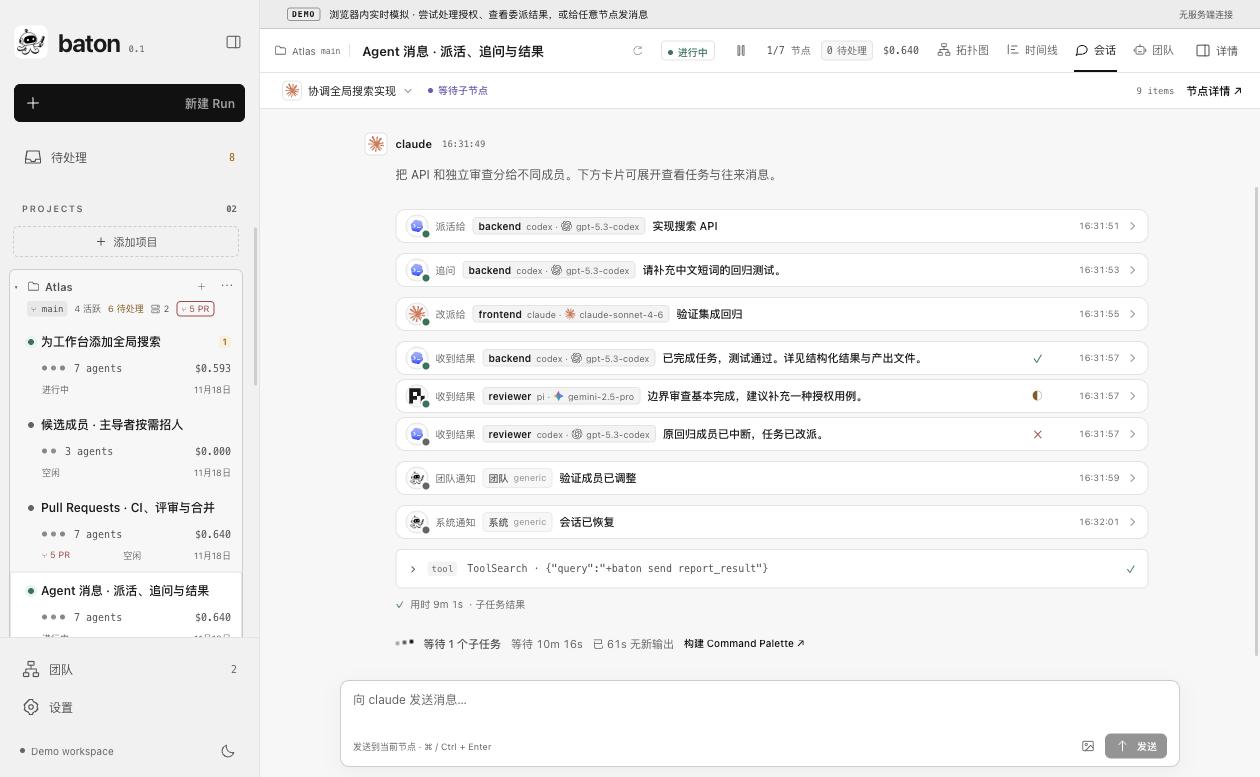 baton 0.1
新建 Run
待处理 8
PROJECTS 02
添加项目
Atlas
main 4 活跃 6 待处理 2 5 PR
为工作台添加全局搜索 1
7 agents $0.593
进行中 11月18日
候选成员 · 主导者按需招人
3 agents $0.000
空闲 11月18日
Pull Requests · CI、评审与合并
7 agents $0.640
5 PR 空闲 11月18日
Agent 消息 · 派活、追问与结果
7 agents $0.640
进行中 11月18日
团队 2
设置
Demo workspace
DEMO 浏览器内实时模拟 · 尝试处理授权、查看委派结果，或给任意节点发消息 无服务端连接
Atlas main Agent 消息 · 派活、追问与结果 进行中 1/7 节点 0 待处理 $0.640 拓扑图 时间线 会话 团队 详情
协调全局搜索实现 等待子节点 9 items 节点详情
claude 16:31:49
把 API 和独立审查分给不同成员。下方卡片可展开查看任务与往来消息。
派活给 backend codex · gpt-5.3-codex 实现搜索 API 16:31:51
追问 backend codex · gpt-5.3-codex 请补充中文短词的回归测试。 16:31:53
改派给 frontend claude · claude-sonnet-4-6 验证集成回归 16:31:55
收到结果 backend codex · gpt-5.3-codex 已完成任务，测试通过。详见结构化结果与产出文件。 16:31:57
收到结果 reviewer pi · gemini-2.5-pro 边界审查基本完成，建议补充一种授权用例。 16:31:57
收到结果 reviewer codex · gpt-5.3-codex 原回归成员已中断，任务已改派。 16:31:57
团队通知 团队 generic 验证成员已调整 16:31:59
系统通知 系统 generic 会话已恢复 16:32:01
tool ToolSearch · {"query":"+baton send report_result"}
用时 9m 1s · 子任务结果
等待 1 个子任务 等待 10m 16s 已 61s 无新输出 构建 Command Palette
向 claude 发送消息...
发送到当前节点 · ⌘ / Ctrl + Enter 发送